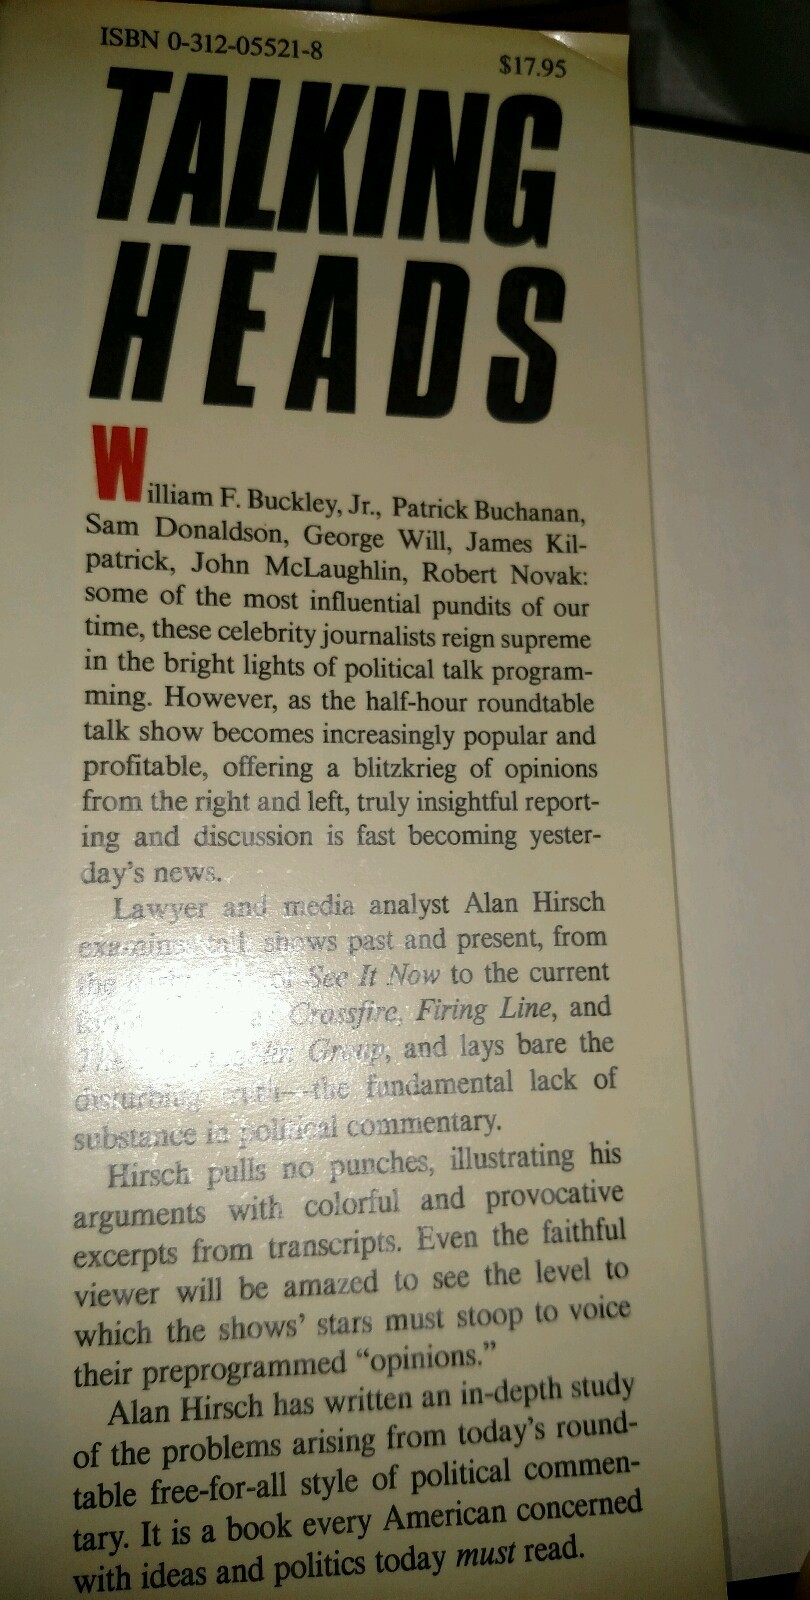 ISBN 0-312-05521-8
$17.95
TALKING
HEADS
William F. Buckley, Jr., Patrick Buchanan,
Sam Donaldson, George Will, James Kil-
patrick, John McLaughlin, Robert Novak:
some of the most influential pundits of our
time, these celebrity journalists reign supreme
in the bright lights of political talk program-
ming. However, as the half-hour roundtable
talk show becomes increasingly popular and
profitable, offering a blitzkrieg of opinions
from the right and left, truly insightful report-
ing and discussion is fast becoming yester-
day's news.
Lawyer and media analyst Alan Hirsch
shows past and present, from
the of See It Now to the current
Crossfire, Firing Line, and
Group, and lays bare the
disturbing truth—the fundamental lack of
substance in political commentary.
Hirsch pulls no punches, illustrating his
arguments with colorful and provocative
excerpts from transcripts. Even the faithful
viewer will be amazed to see the level to
which the shows' stars must stoop to voice
their preprogrammed "opinions."
Alan Hirsch has written an in-depth study
of the problems arising from today's round-
table free-for-all style of political commen-
tary. It is a book every American concerned
with ideas and politics today must read.